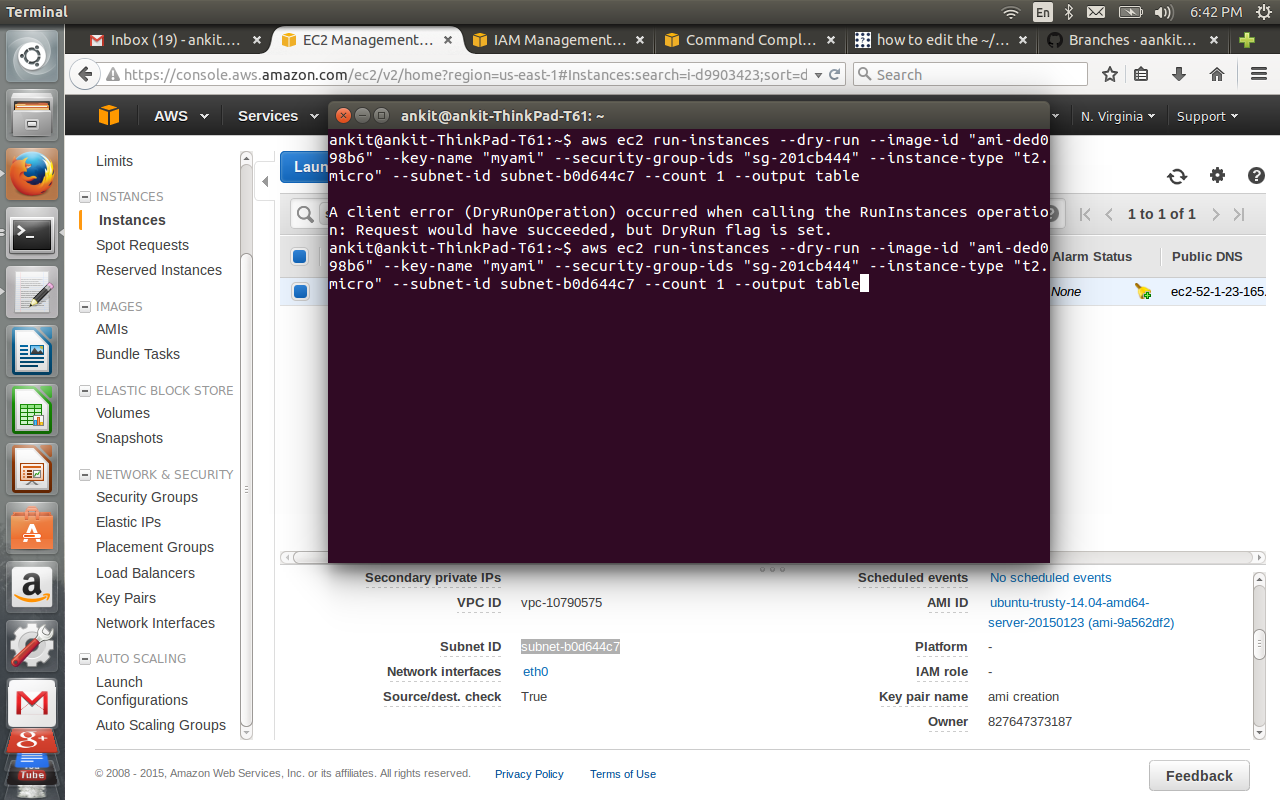 Terminal
En
6:42 PM
Inbox (19) - ankit....
EC2 Management...
IAM Management...
Command Compl...
how to edit the ~/...
Branches · aankit...
https://console.aws.amazon.com/ec2/v2/home?region=us-east-1#Instances:search=i-d9903423;sort=d
Search
AWS
Services
N. Virginia
Support
ankit@ankit-ThinkPad-T61: ~
ankit@ankit-ThinkPad-T61:~$ aws ec2 run-instances --dry-run --image-id "ami-ded0
98b6" --key-name "myami" --security-group-ids "sg-201cb444" --instance-type "t2.
micro" --subnet-id subnet-b0d644c7 --count 1 --output table
A client error (DryRunOperation) occurred when calling the RunInstances operatio
n: Request would have succeeded, but DryRun flag is set.
ankit@ankit-ThinkPad-T61:~$ aws ec2 run-instances --dry-run --image-id "ami-ded0
98b6" --key-name "myami" --security-group-ids "sg-201cb444" --instance-type "t2.
micro" --subnet-id subnet-b0d644c7 --count 1 --output table
Limits
INSTANCES
Instances
Spot Requests
Reserved Instances
IMAGES
AMIs
Bundle Tasks
ELASTIC BLOCK STORE
Volumes
Snapshots
NETWORK & SECURITY
Security Groups
Elastic IPs
Placement Groups
Load Balancers
Key Pairs
Network Interfaces
AUTO SCALING
Launch
Configurations
Auto Scaling Groups
Laun
1 to 1 of 1
Alarm Status
Public DNS
None
ec2-52-1-23-165.
Secondary private IPs
VPC ID
vpc-10790575
Subnet ID
subnet-b0d644c7
Network interfaces
eth0
Source/dest. check
True
Scheduled events
No scheduled events
AMI ID
ubuntu-trusty-14.04-amd64-
server-20150123 (ami-9a562df2)
Platform
-
IAM role
-
Key pair name
ami creation
Owner
827647373187
© 2008 - 2015, Amazon Web Services, Inc. or its affiliates. All rights reserved.
Privacy Policy
Terms of Use
Feedback
Tube